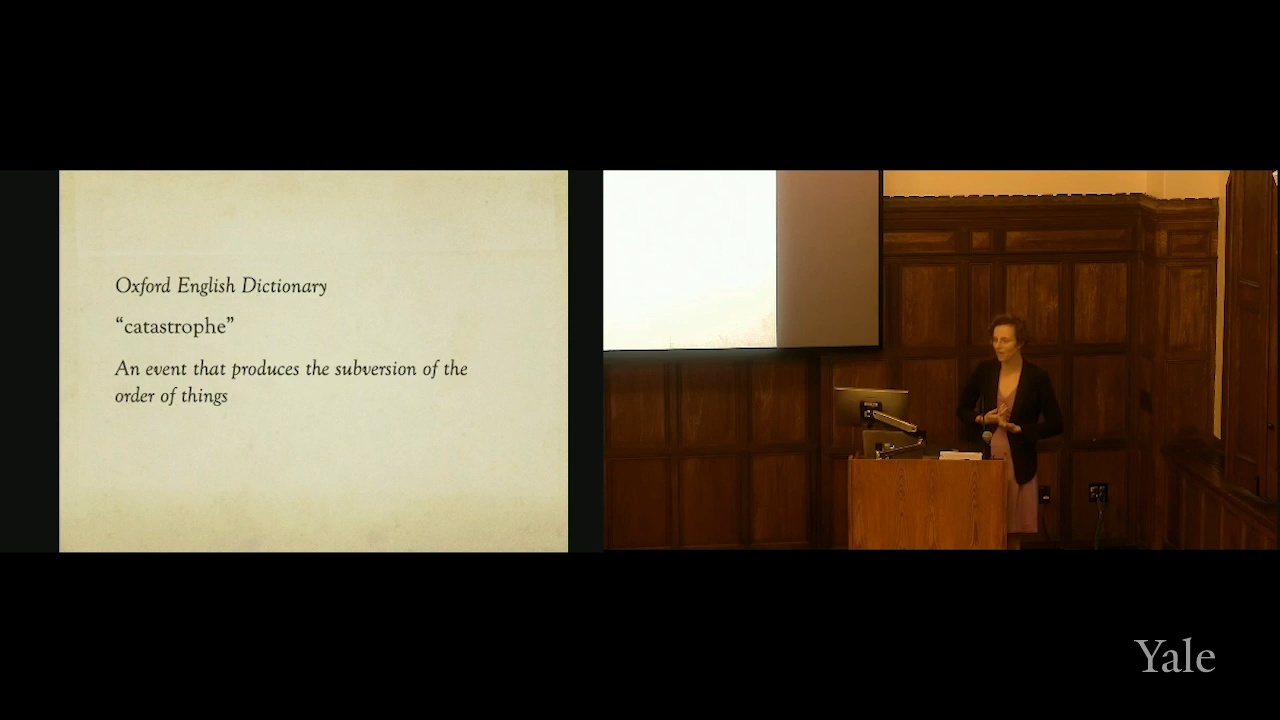 Oxford English Dictionary
“catastrophe”
An event that produces the subversion of the
order of things
Yale